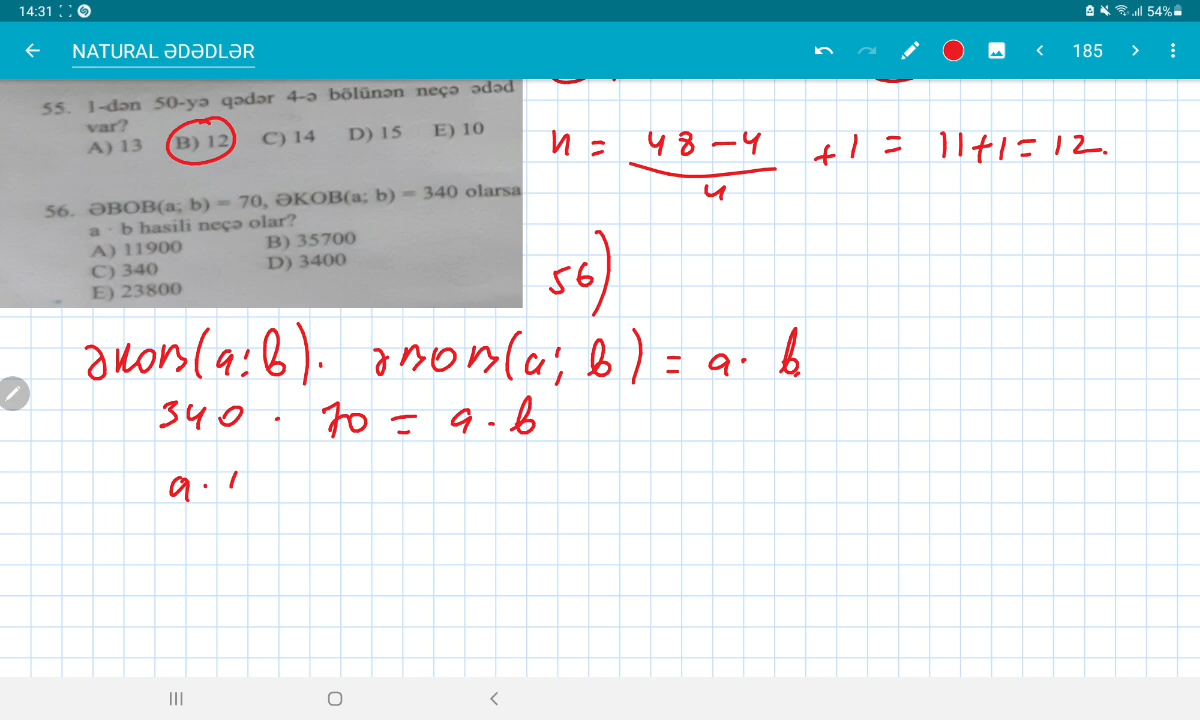 14:31 54%
NATURAL ƏDƏDLƏR 185
55. 1-dən 50-yə qədər 4-ə bölünən neçə ədəd
var?
A) 13 B) 12 C) 14 D) 15 E) 10
56. ƏBOB(a; b) = 70, ƏKOB(a; b) = 340 olarsa
a · b hasili neçə olar?
A) 11900 B) 35700
C) 340 D) 3400
E) 23800
n = 48 - 4 / 4 + 1 = 11 + 1 = 12.
56)
əkob(a; b) · əbob(a; b) = a · b
340 · 70 = a · b
a ·